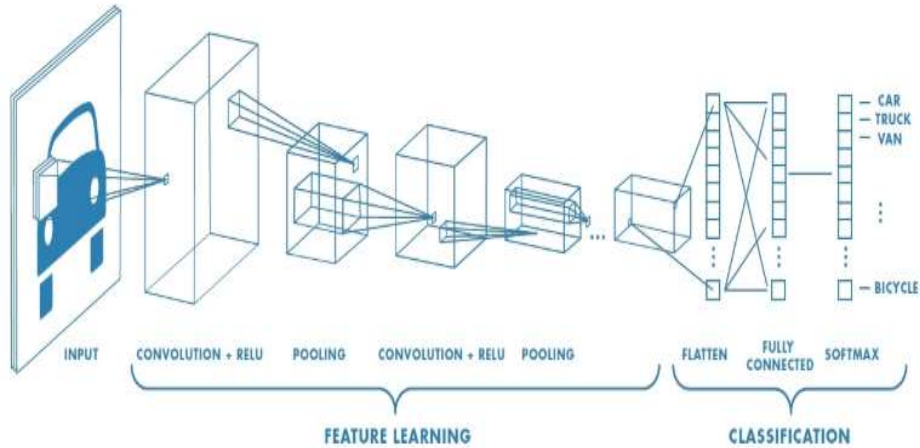 CAR
TRUCK
VAN
BICYCLE
INPUT CONVOLUTION + RELU POOLING CONVOLUTION + RELU POOLING FLATTEN FULLY CONNECTED SOFTMAX
FEATURE LEARNING CLASSIFICATION